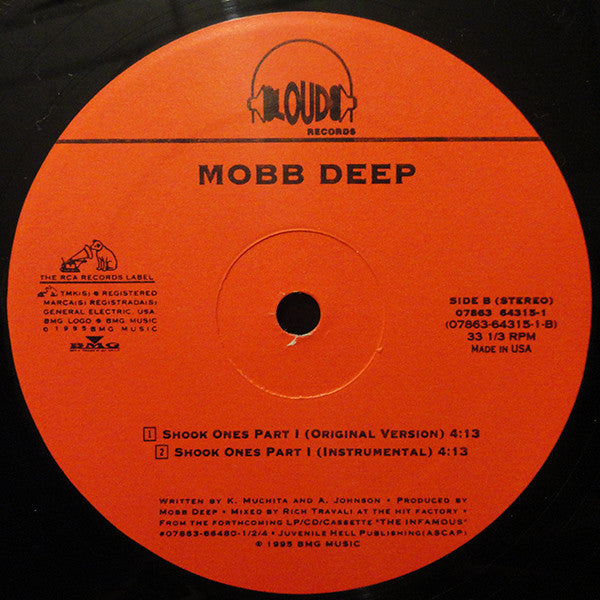 LOUD
RECORDS
MOBB DEEP
THE RCA RECORDS LABEL
TMK(S) ® REGISTERED
MARCA(S) REGISTRADA(S)
GENERAL ELECTRIC, USA.
BMG LOGO ® BMG MUSIC
© 1995 BMG MUSIC
BMG
SIDE B (STEREO)
07863 64315-1
(07863-64315-1-B)
33 1/3 RPM
MADE IN USA
1 SHOOK ONES PART I (ORIGINAL VERSION) 4:13
2 SHOOK ONES PART I (INSTRUMENTAL) 4:13
WRITTEN BY K. MUCHITA AND A. JOHNSON • PRODUCED BY
MOBB DEEP • MIXED BY RICH TRAVALI AT THE HIT FACTORY •
FROM THE FORTHCOMING LP/CD/CASSETTE "THE INFAMOUS"
#07863-66480-1/2/4 • JUVENILE HELL PUBLISHING(ASCAP)
℗ 1995 BMG MUSIC